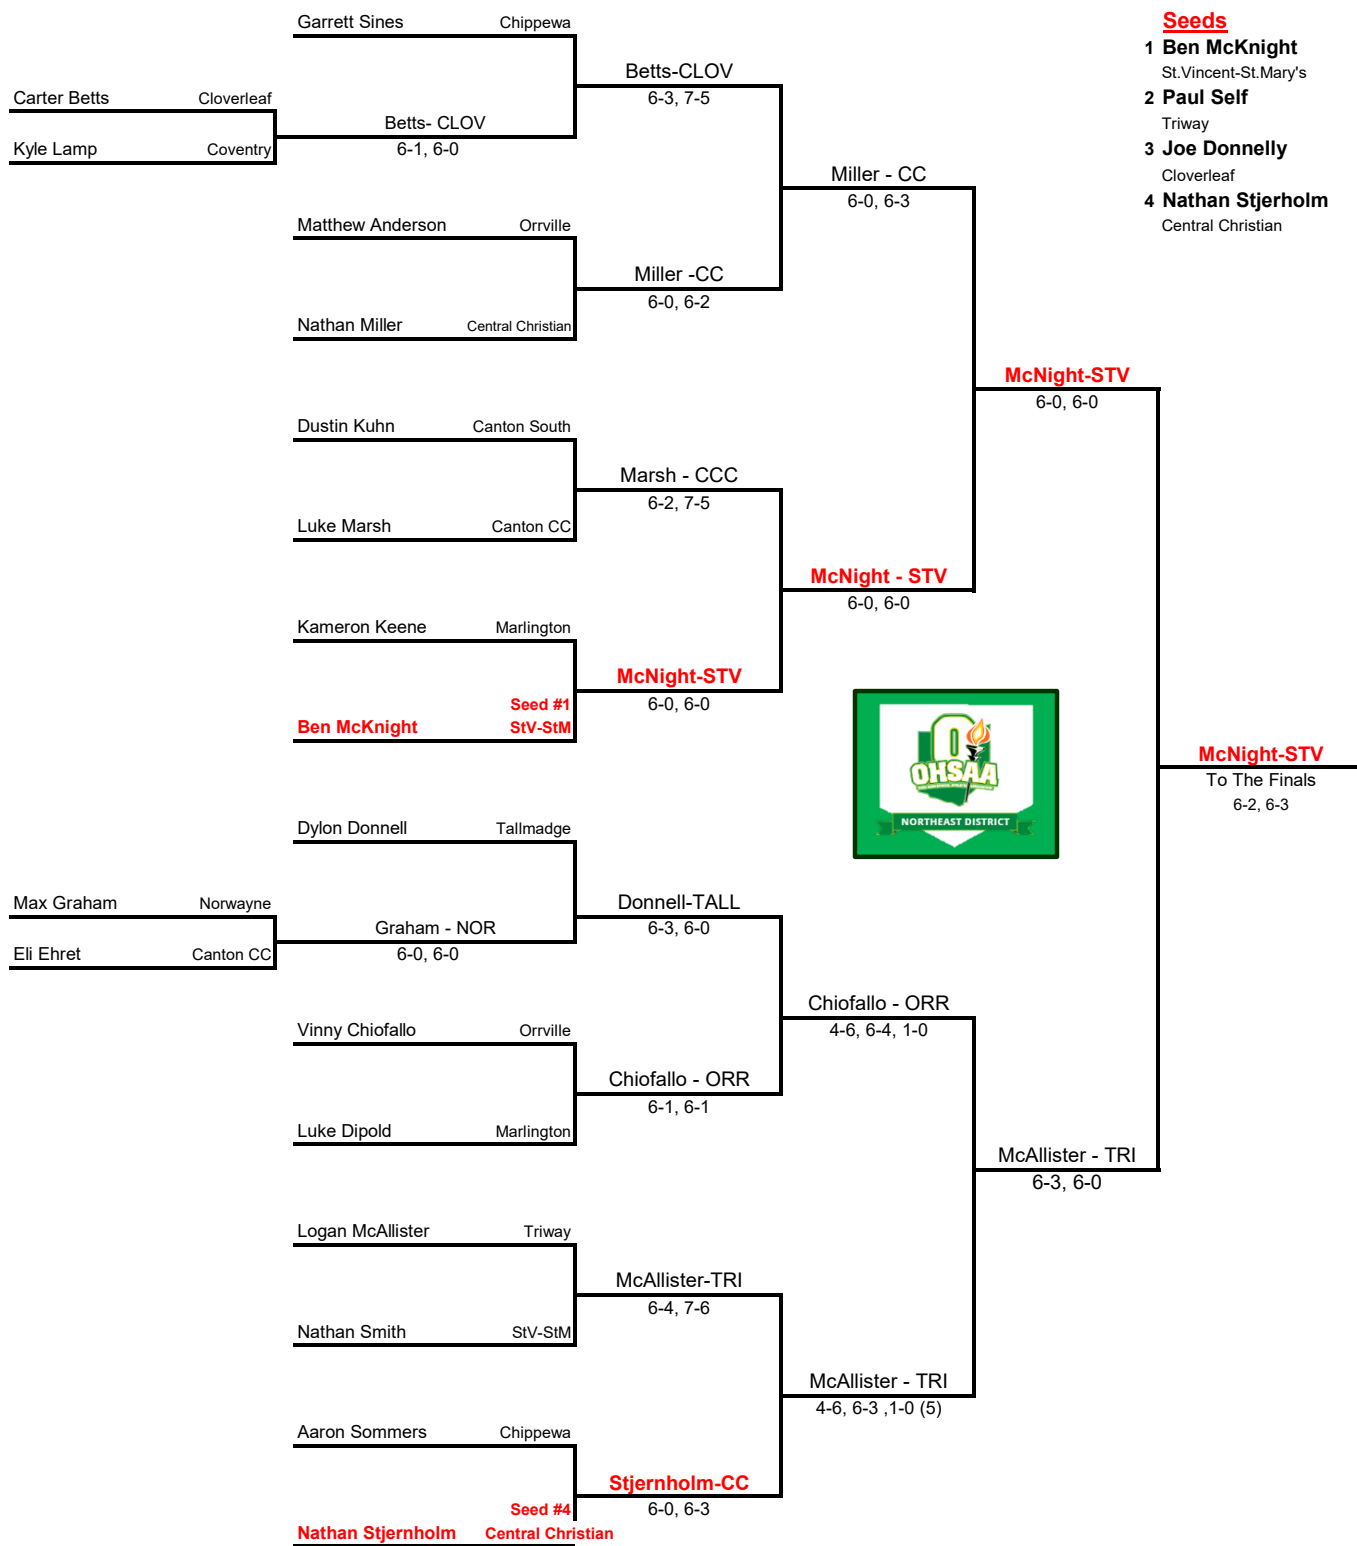 Garrett Sines Chippewa
Seeds
1 Ben McKnight
St.Vincent-St.Mary's
Betts-CLOV
6-3, 7-5
Carter Betts Cloverleaf
2 Paul Self
Triway
Betts- CLOV
6-1, 6-0
Kyle Lamp Coventry
3 Joe Donnelly
Cloverleaf
Miller - CC
6-0, 6-3
4 Nathan Stjerholm
Central Christian
Matthew Anderson Orrville
Miller -CC
6-0, 6-2
Nathan Miller Central Christian
McNight-STV
6-0, 6-0
Dustin Kuhn Canton South
Marsh - CCC
6-2, 7-5
Luke Marsh Canton CC
McNight - STV
6-0, 6-0
Kameron Keene Marlington
McNight-STV
6-0, 6-0
Seed #1
Ben McKnight StV-StM
OHSAA
NORTHEAST DISTRICT
McNight-STV
To The Finals
6-2, 6-3
Dylon Donnell Tallmadge
Donnell-TALL
6-3, 6-0
Max Graham Norwayne
Graham - NOR
6-0, 6-0
Eli Ehret Canton CC
Chiofallo - ORR
4-6, 6-4, 1-0
Vinny Chiofallo Orrville
Chiofallo - ORR
6-1, 6-1
Luke Dipold Marlington
McAllister - TRI
6-3, 6-0
Logan McAllister Triway
McAllister-TRI
6-4, 7-6
Nathan Smith StV-StM
McAllister - TRI
4-6, 6-3 ,1-0 (5)
Aaron Sommers Chippewa
Stjernholm-CC
6-0, 6-3
Seed #4
Nathan Stjernholm Central Christian